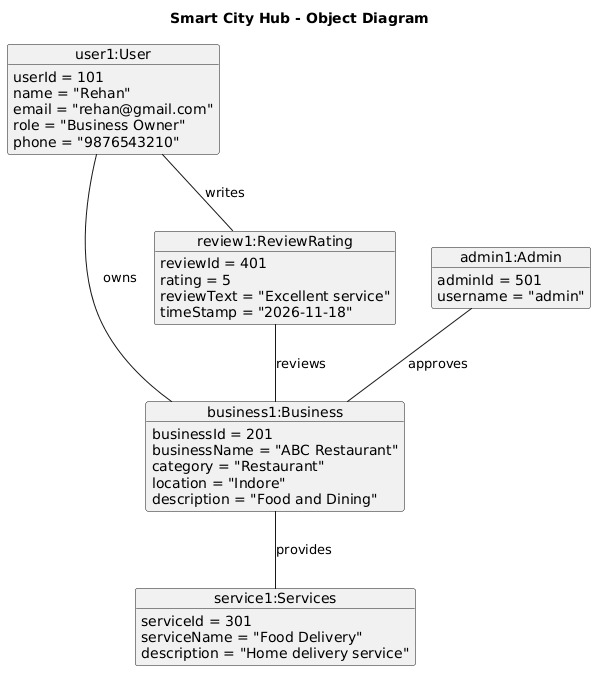 Smart City Hub - Object Diagram
user1:User
userId = 101
name = "Rehan"
email = "rehan@gmail.com"
role = "Business Owner"
phone = "9876543210"
writes
owns
review1:ReviewRating
reviewId = 401
rating = 5
reviewText = "Excellent service"
timeStamp = "2026-11-18"
admin1:Admin
adminId = 501
username = "admin"
reviews
approves
business1:Business
businessId = 201
businessName = "ABC Restaurant"
category = "Restaurant"
location = "Indore"
description = "Food and Dining"
provides
service1:Services
serviceId = 301
serviceName = "Food Delivery"
description = "Home delivery service"